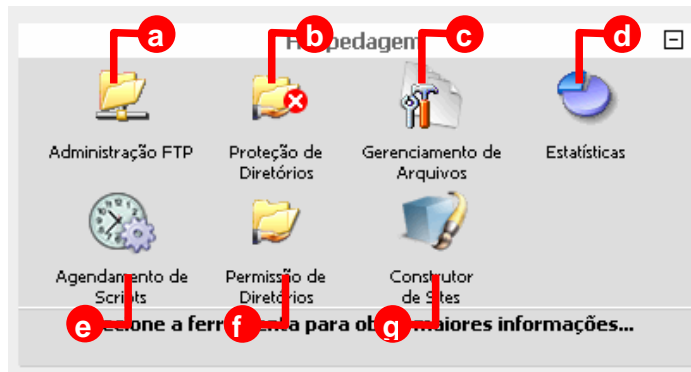 a b c d
Administração FTP
Proteção de
Diretórios
Gerenciamento de
Arquivos
Estatísticas
Agendamento de
Scripts
Permissão de
Diretórios
Construtor
de Sites
e f g
a para maiores informações...